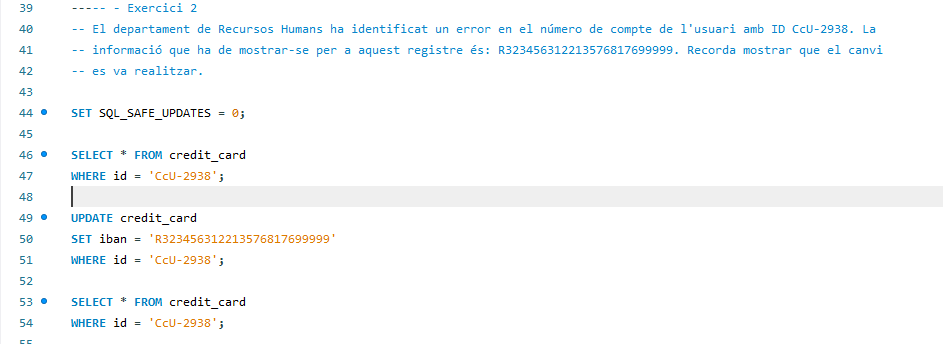 39 ----- - Exercici 2
40 -- El departament de Recursos Humans ha identificat un error en el número de compte de l'usuari amb ID CcU-2938. La
41 -- informació que ha de mostrar-se per a aquest registre és: R323456312213576817699999. Recorda mostrar que el canvi
42 -- es va realitzar.
43
44 SET SQL_SAFE_UPDATES = 0;
45
46 SELECT * FROM credit_card
47 WHERE id = 'CcU-2938';
48
49 UPDATE credit_card
50 SET iban = 'R323456312213576817699999'
51 WHERE id = 'CcU-2938';
52
53 SELECT * FROM credit_card
54 WHERE id = 'CcU-2938';
55